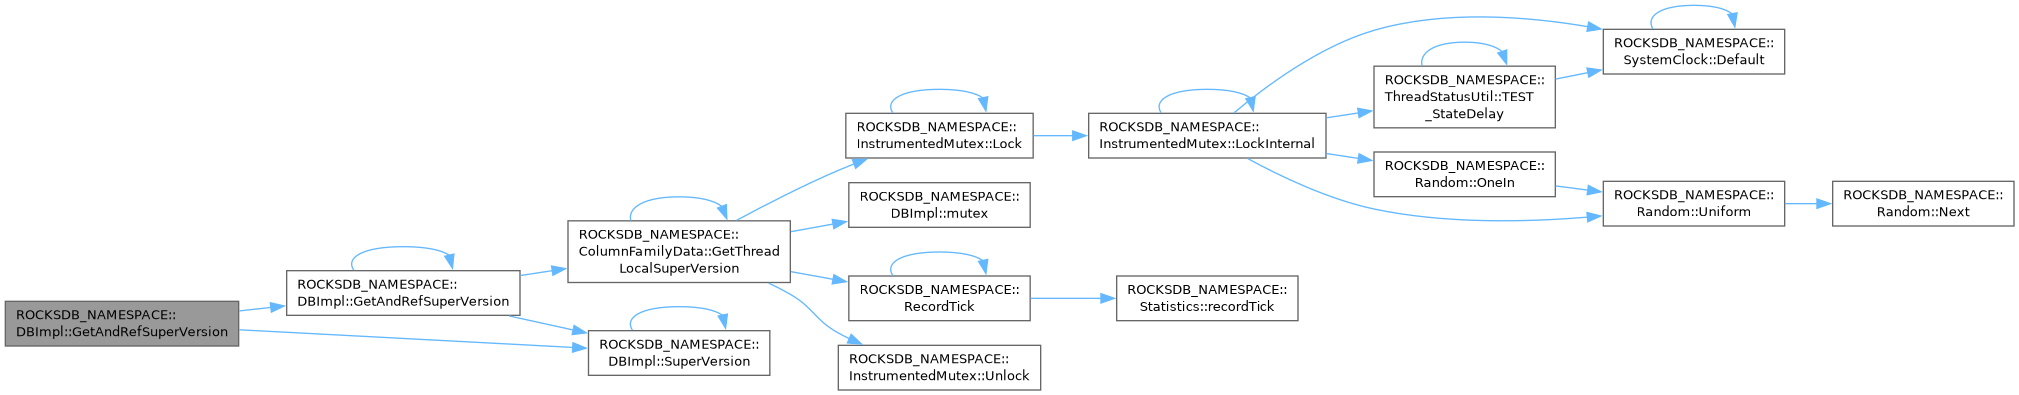 ROCKSDB_NAMESPACE::
DBImpl::GetAndRefSuperVersion
ROCKSDB_NAMESPACE::
DBImpl::GetAndRefSuperVersion
ROCKSDB_NAMESPACE::
ColumnFamilyData::GetThread
LocalSuperVersion
ROCKSDB_NAMESPACE::
DBImpl::SuperVersion
ROCKSDB_NAMESPACE::
InstrumentedMutex::Lock
ROCKSDB_NAMESPACE::
DBImpl::mutex
ROCKSDB_NAMESPACE::
RecordTick
ROCKSDB_NAMESPACE::
InstrumentedMutex::Unlock
ROCKSDB_NAMESPACE::
InstrumentedMutex::LockInternal
ROCKSDB_NAMESPACE::
Statistics::recordTick
ROCKSDB_NAMESPACE::
ThreadStatusUtil::TEST
_StateDelay
ROCKSDB_NAMESPACE::
Random::OneIn
ROCKSDB_NAMESPACE::
SystemClock::Default
ROCKSDB_NAMESPACE::
Random::Uniform
ROCKSDB_NAMESPACE::
Random::Next